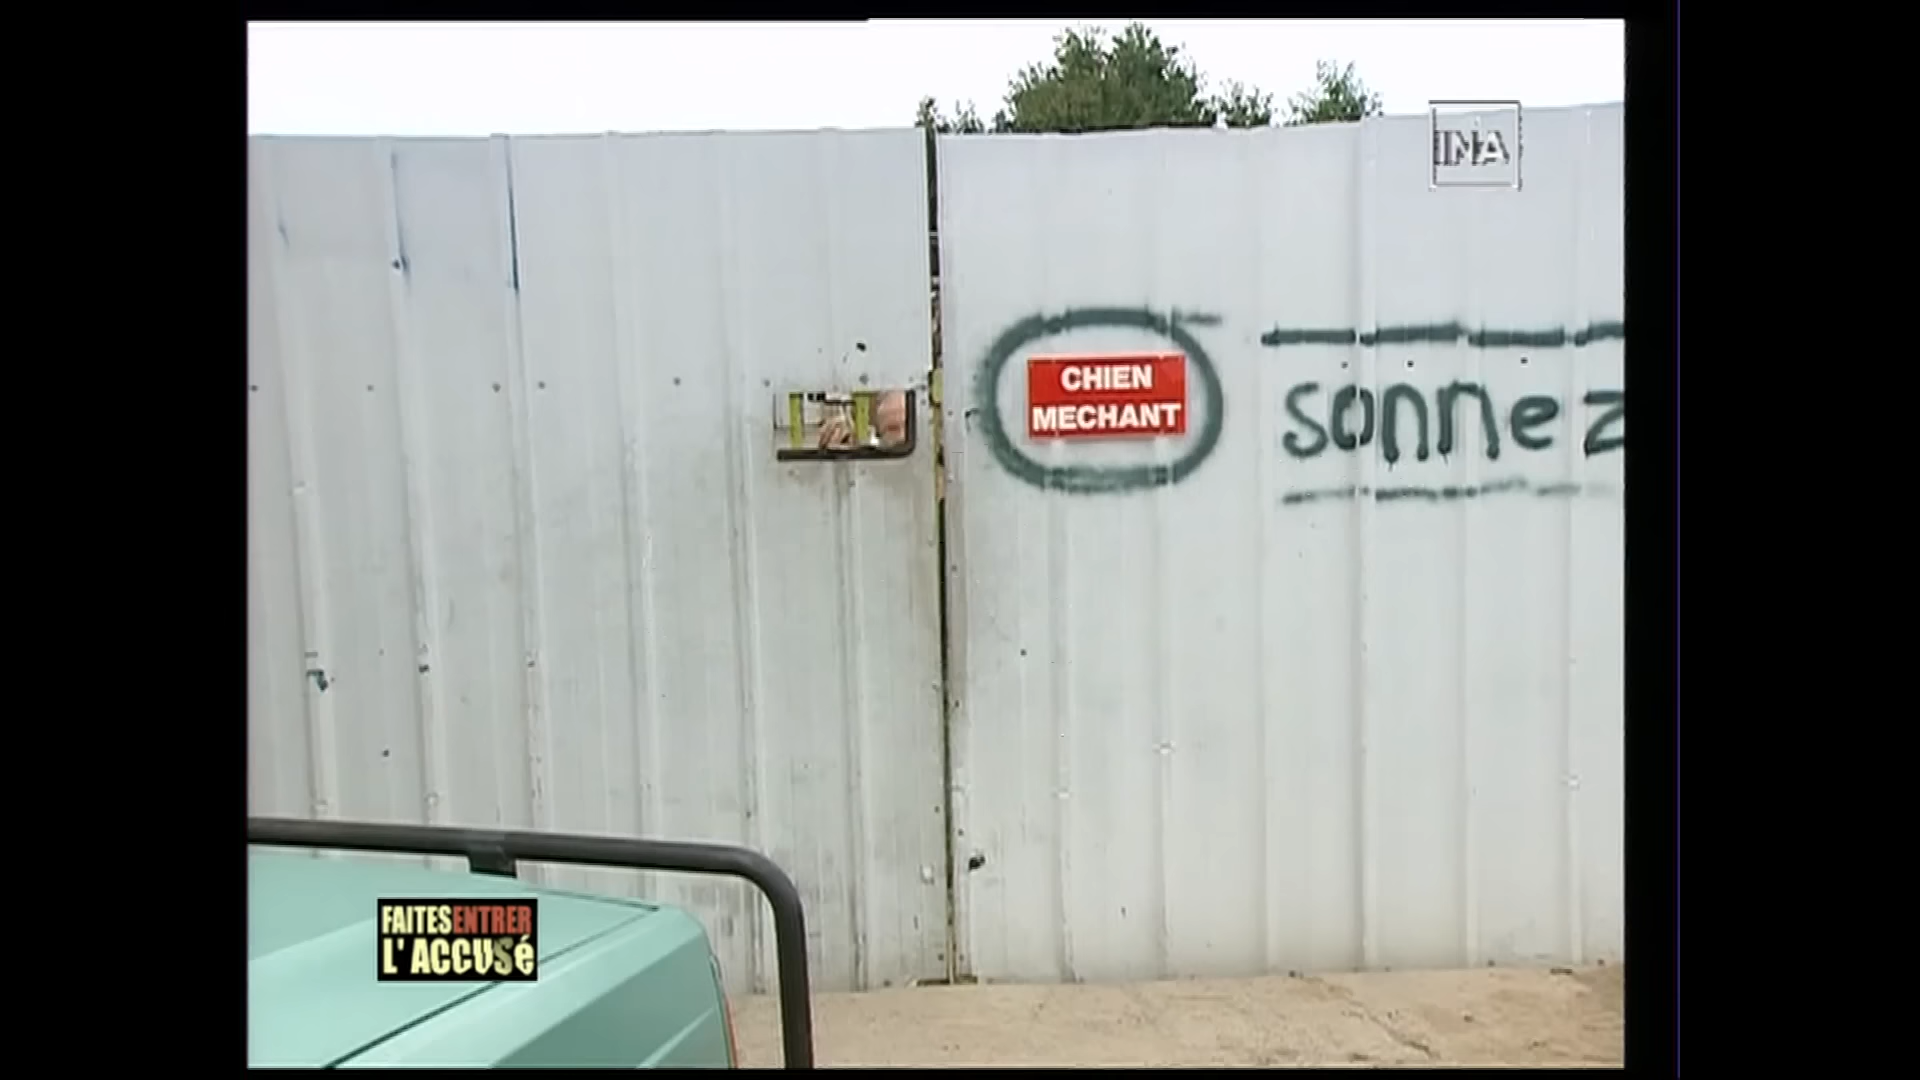 INA
CHIEN
MECHANT
sonnez
FAITES ENTRER
L'ACCUSé